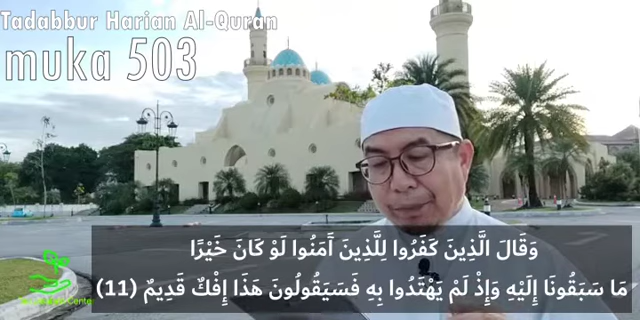 Tadabbur Harian Al-Quran
muka 503
وَقَالَ الَّذِينَ كَفَرُوا لِلَّذِينَ آَمَنُوا لَوْ كَانَ خَيْرًا
مَا سَبَقُونَا إِلَيْهِ وَإِذْ لَمْ يَهْتَدُوا بِهِ فَسَيَقُولُونَ هَذَا إِفْكٌ قَدِيمٌ (11)